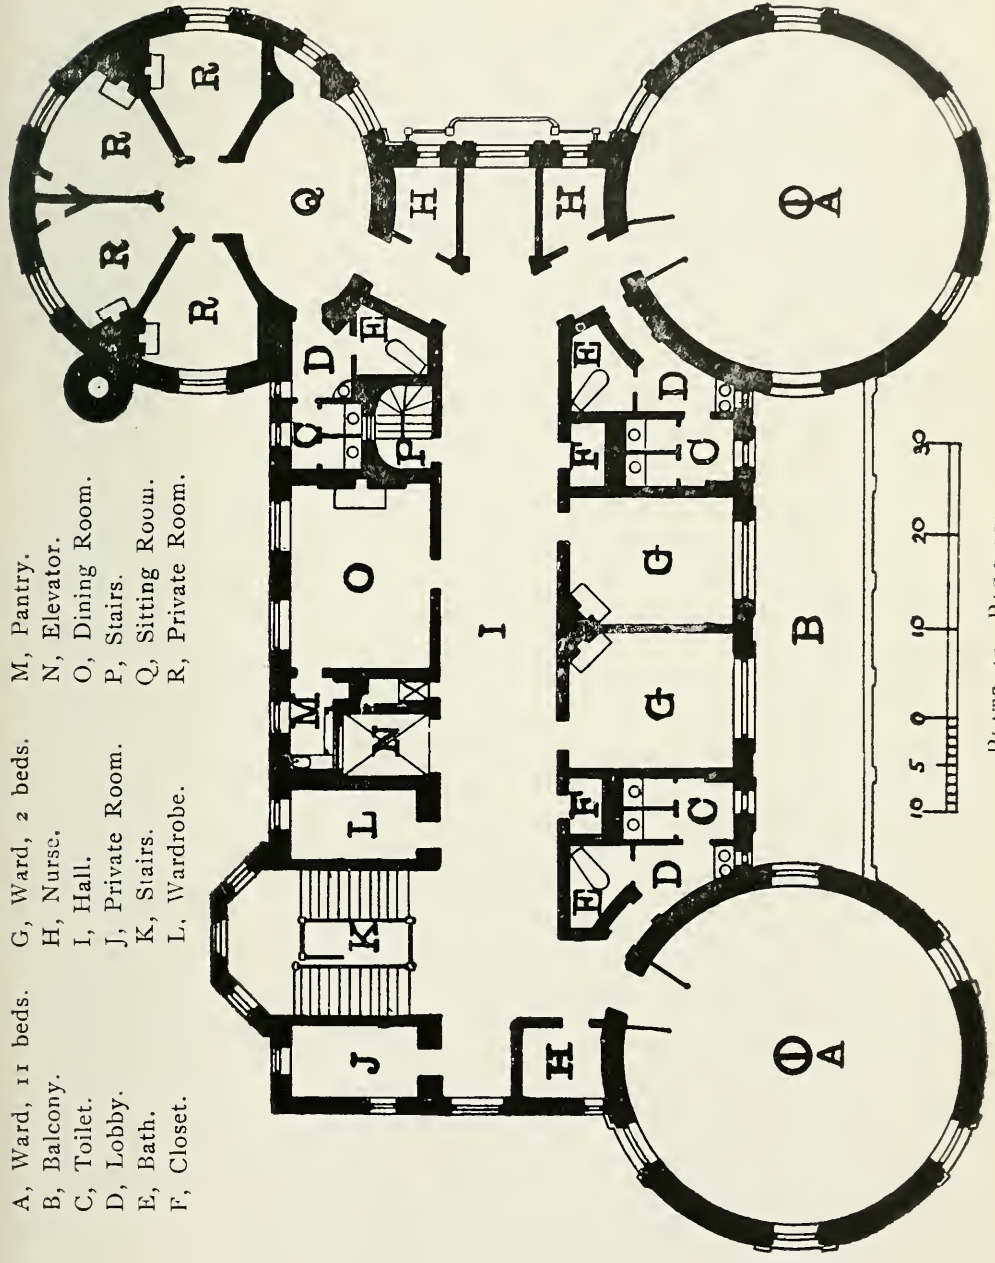 A, Ward, 11 beds. G, Ward, 2 beds. M, Pantry.
B, Balcony. H, Nurse. N, Elevator.
C, Toilet. I, Hall. O, Dining Room.
D, Lobby. J, Private Room. P, Stairs.
E, Bath. K, Stairs. Q, Sitting Room.
F, Closet. L, Wardrobe. R, Private Room.
R R
R R
M C D Q
J K L N O P E H
I
H H
E F F E
G G
D C C D
B
A A
10 5 0 10 20 30